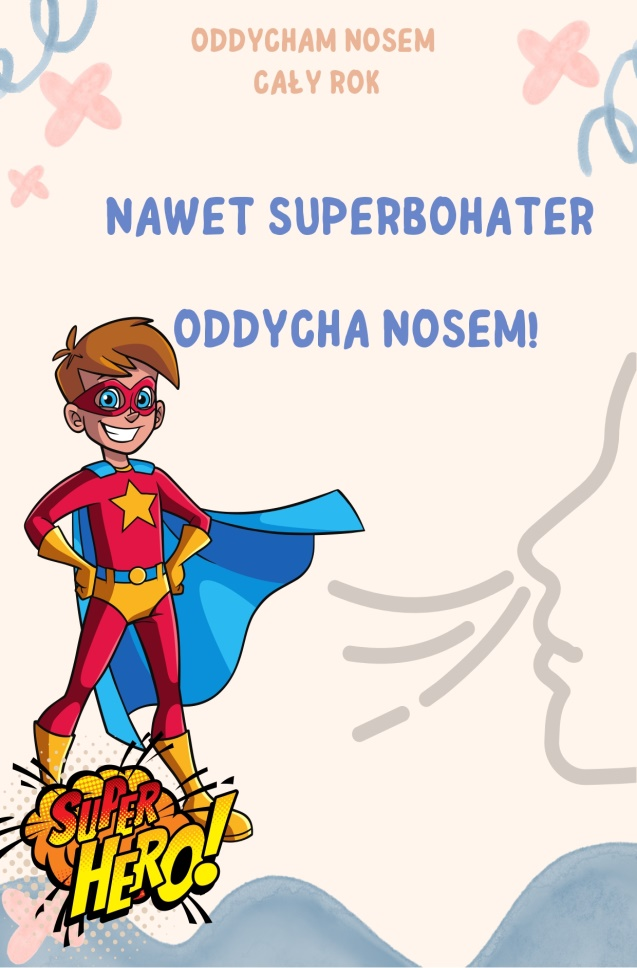 ODDYCHAM NOSEM
CAŁY ROK
NAWET SUPERBOHATER
ODDYCHA NOSEM!
SUPER
HERO!